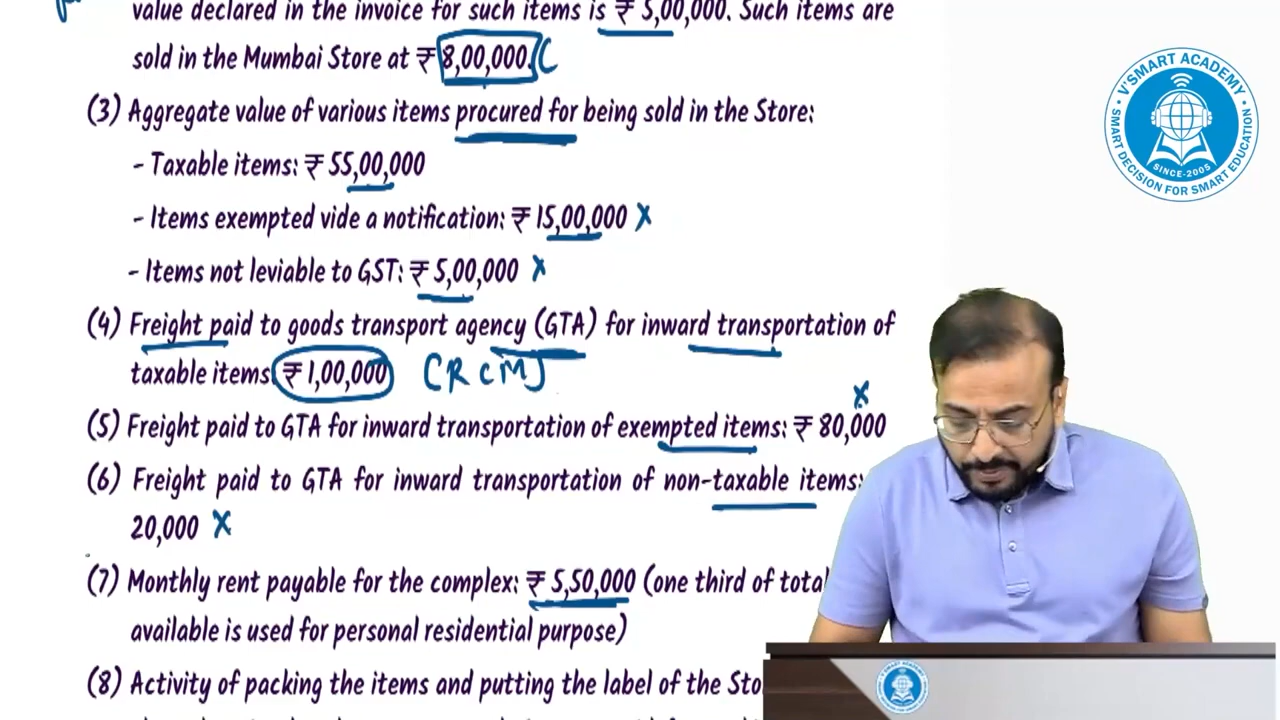 value declared in the invoice for such items is ₹ 5,00,000. Such items are
sold in the Mumbai Store at ₹ 8,00,000. (
(3) Aggregate value of various items procured for being sold in the Store:
- Taxable items: ₹ 55,00,000
- Items exempted vide a notification: ₹ 15,00,000 X
- Items not leviable to GST: ₹ 5,00,000 X
(4) Freight paid to goods transport agency (GTA) for inward transportation of
taxable items: ₹ 1,00,000 (RCM)
X
(5) Freight paid to GTA for inward transportation of exempted items: ₹ 80,000
(6) Freight paid to GTA for inward transportation of non-taxable items:
20,000 X
(7) Monthly rent payable for the complex: ₹ 5,50,000 (one third of total
available is used for personal residential purpose)
(8) Activity of packing the items and putting the label of the Sto
V'SMART ACADEMY
SINCE-2005
SMART DECISION FOR SMART EDUCATION